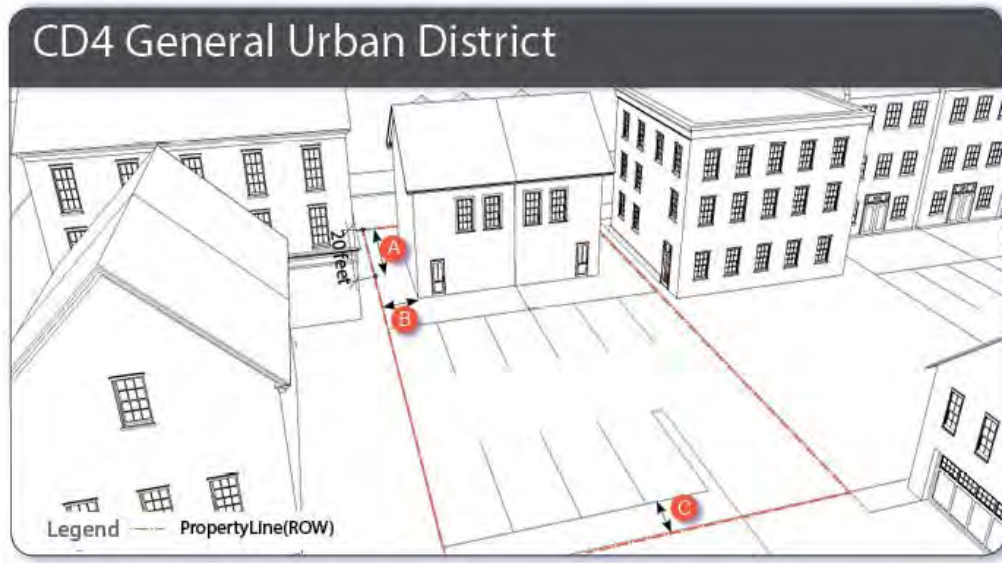 CD4 General Urban District
20 feet
A
B
C
Legend PropertyLine(ROW)